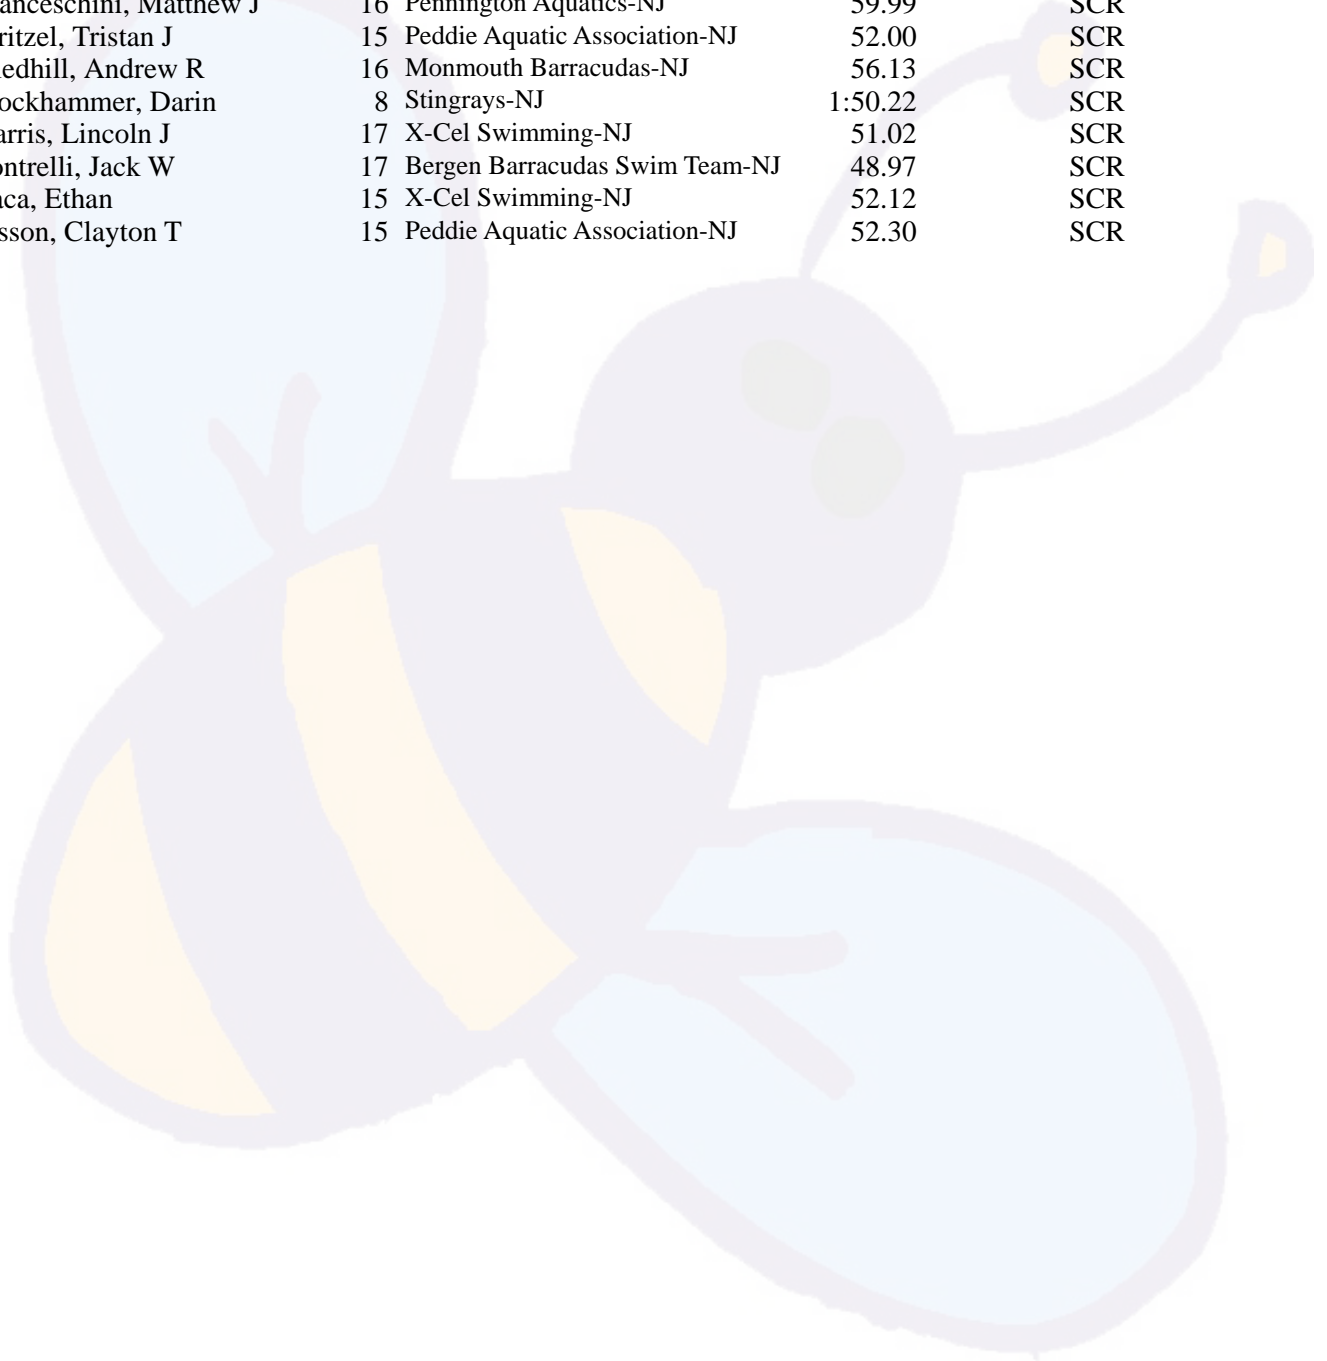 anceschini, Matthew J 16 Pennington Aquatics-NJ 59.99 SCR
ritzel, Tristan J 15 Peddie Aquatic Association-NJ 52.00 SCR
edhill, Andrew R 16 Monmouth Barracudas-NJ 56.13 SCR
ockhammer, Darin 8 Stingrays-NJ 1:50.22 SCR
arris, Lincoln J 17 X-Cel Swimming-NJ 51.02 SCR
ontrelli, Jack W 17 Bergen Barracudas Swim Team-NJ 48.97 SCR
aca, Ethan 15 X-Cel Swimming-NJ 52.12 SCR
sson, Clayton T 15 Peddie Aquatic Association-NJ 52.30 SCR